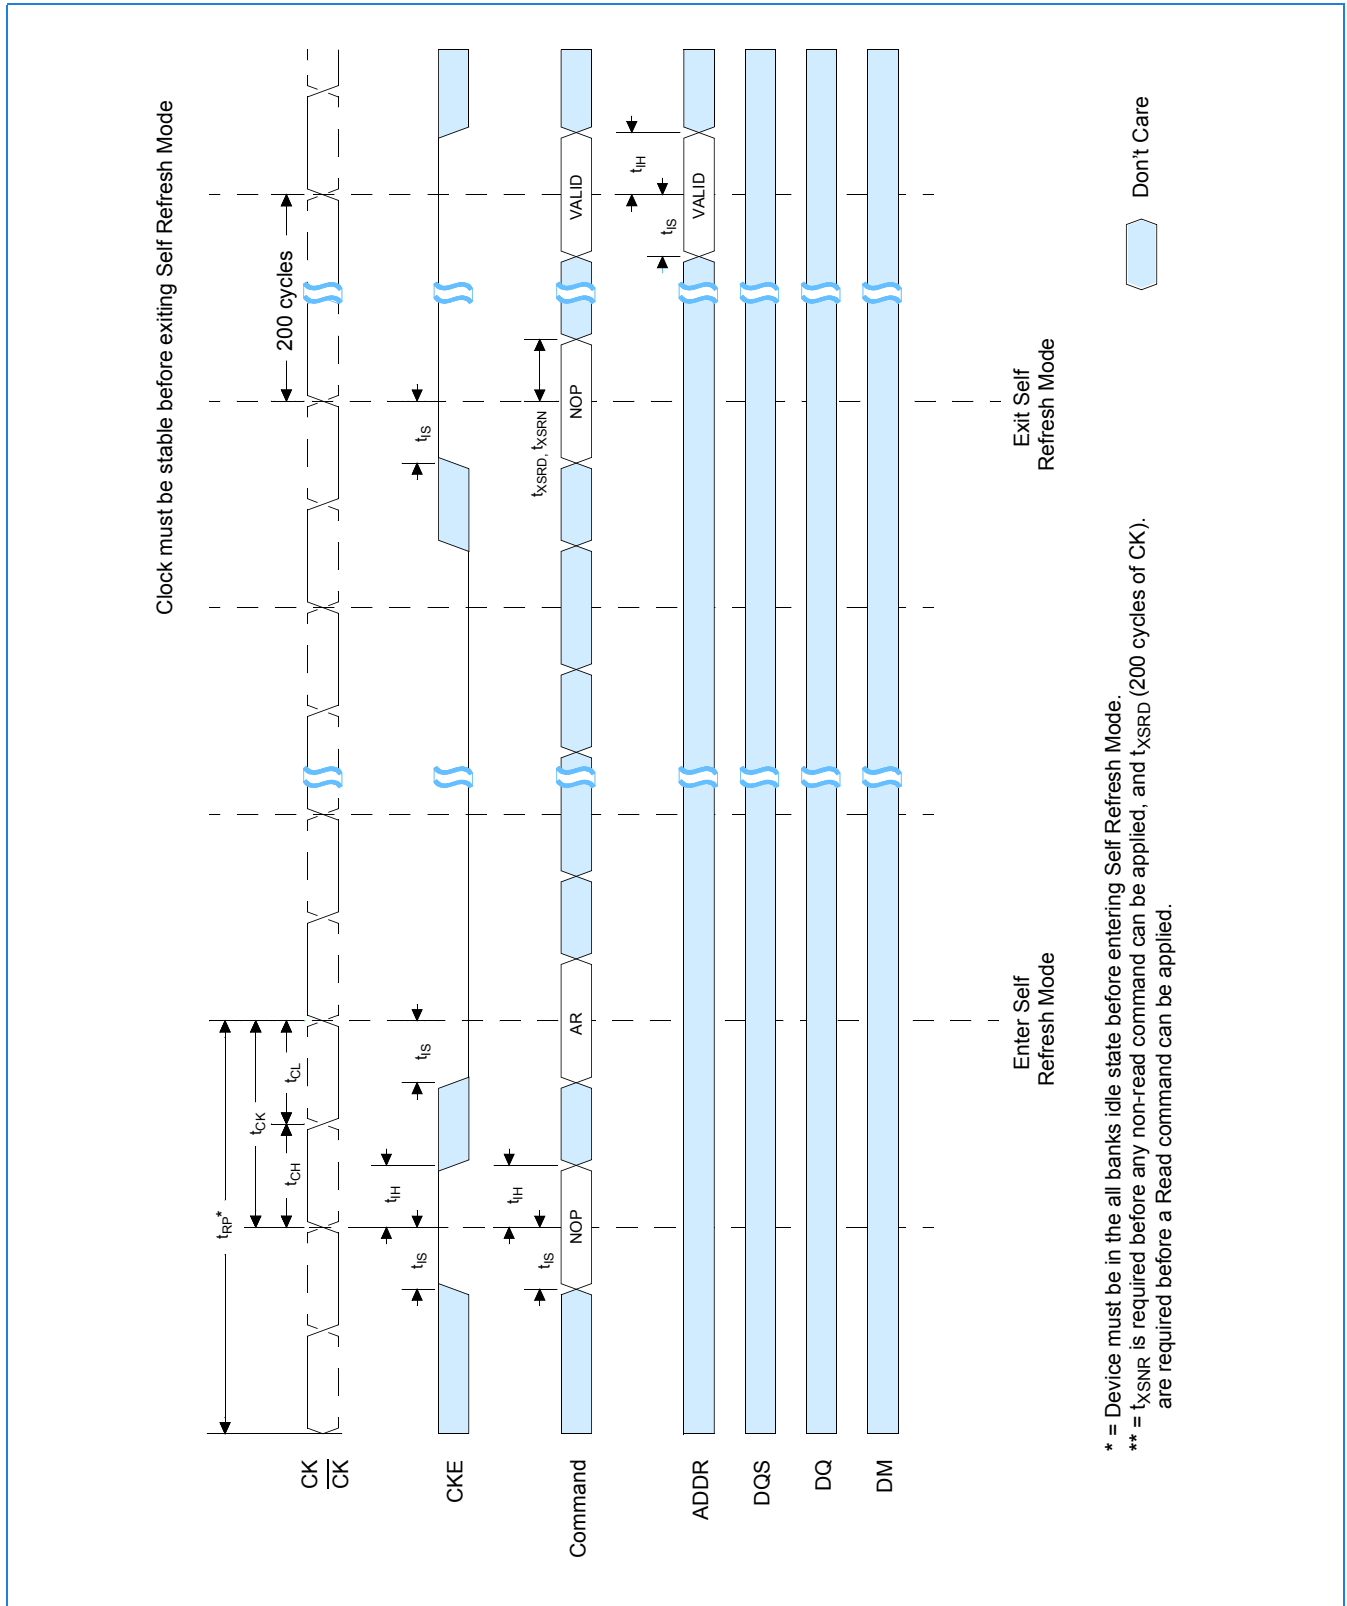 Clock must be stable before exiting Self Refresh Mode
tRP*
tCK
tCH
tCL
200 cycles
CK
CK
tIS
tIH
tIS
tIS
CKE
tIS
tIH
tXSRD, tXSRN
Command
NOP
AR
NOP
VALID
tIS
tIH
ADDR
VALID
DQS
DQ
DM
Enter Self
Refresh Mode
Exit Self
Refresh Mode
* = Device must be in the all banks idle state before entering Self Refresh Mode.
** = tXSNR is required before any non-read command can be applied, and tXSRD (200 cycles of CK).
are required before a Read command can be applied.
Don't Care